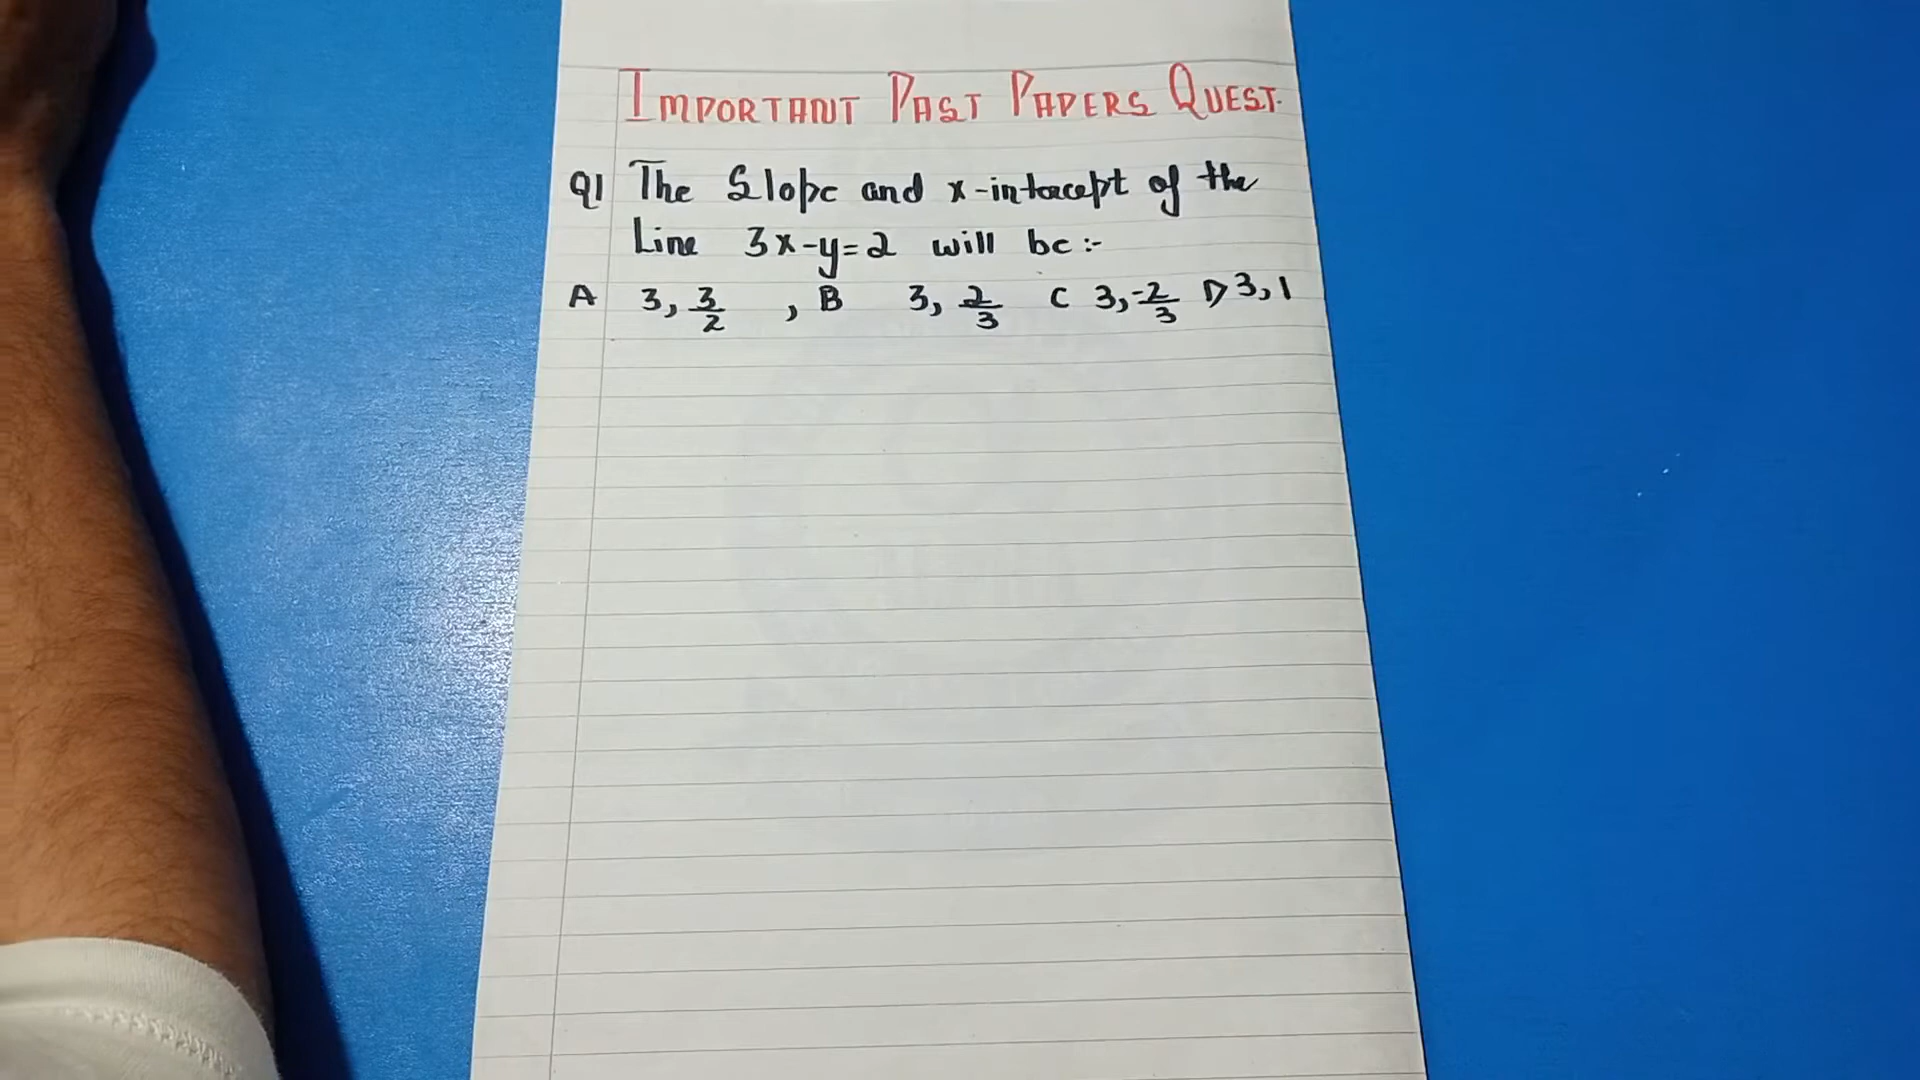 IMPORTANT PAST PAPERS QUEST.
Q1 The Slope and x-intercept of the
Line 3x-y=2 will be:-
A 3, 3/2 , B 3, 2/3 C 3, -2/3 D 3, 1